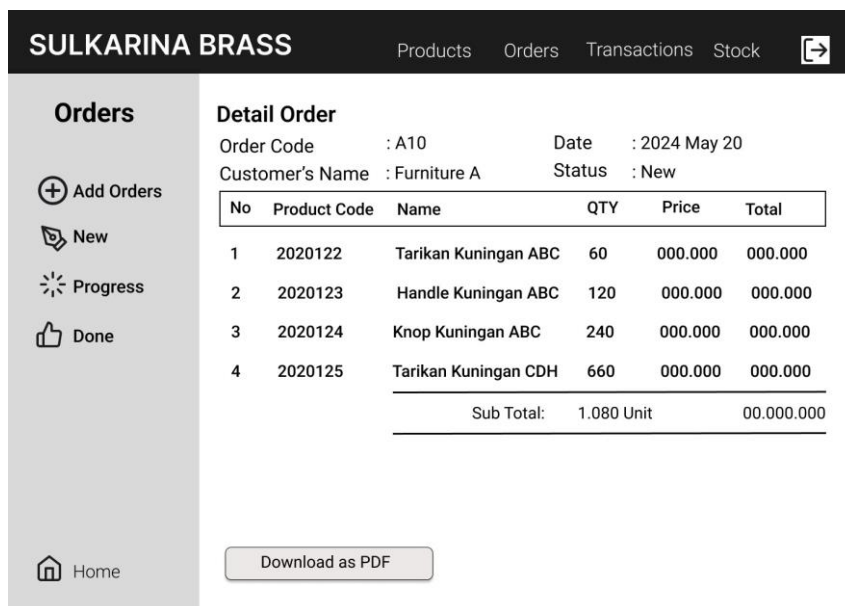 SULKARINA BRASS Products Orders Transactions Stock
Orders
Add Orders
New
Progress
Done
Home
Detail Order
Order Code : A10 Date : 2024 May 20
Customer's Name : Furniture A Status : New
No Product Code Name QTY Price Total
1 2020122 Tarikan Kuningan ABC 60 000.000 000.000
2 2020123 Handle Kuningan ABC 120 000.000 000.000
3 2020124 Knop Kuningan ABC 240 000.000 000.000
4 2020125 Tarikan Kuningan CDH 660 000.000 000.000
Sub Total: 1.080 Unit 00.000.000
Download as PDF